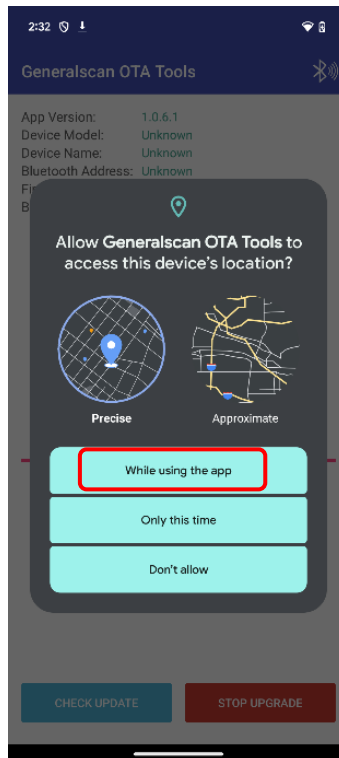 2:32
Generalscan OTA Tools
App Version: 1.0.6.1
Device Model: Unknown
Device Name: Unknown
Bluetooth Address: Unknown
Allow Generalscan OTA Tools to
access this device's location?
Precise Approximate
While using the app
Only this time
Don't allow
CHECK UPDATE STOP UPGRADE